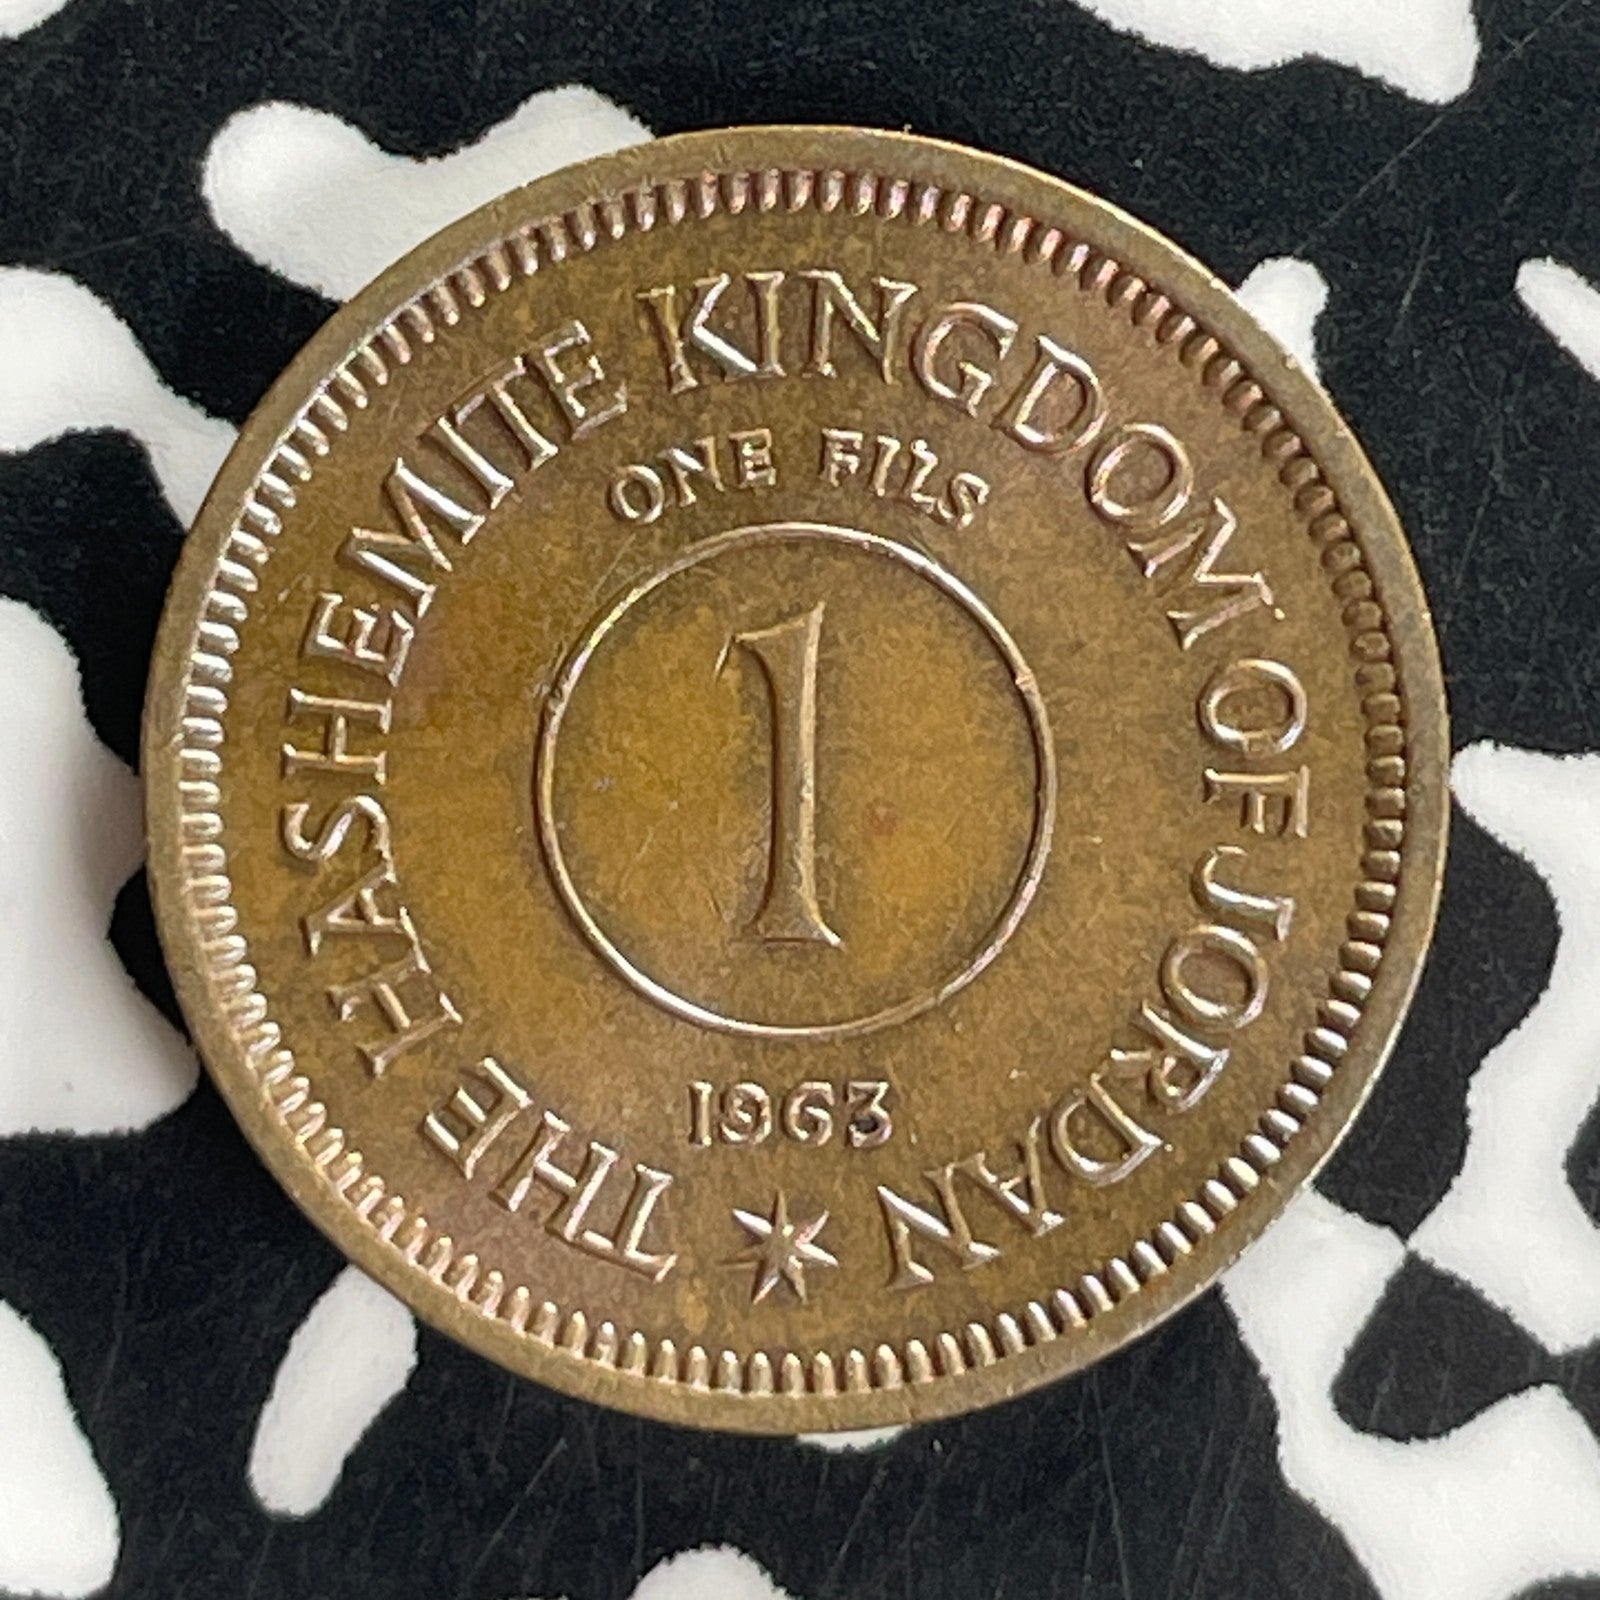 THE HASHEMITE KINGDOM OF JORDAN
ONE FILS
1
1963